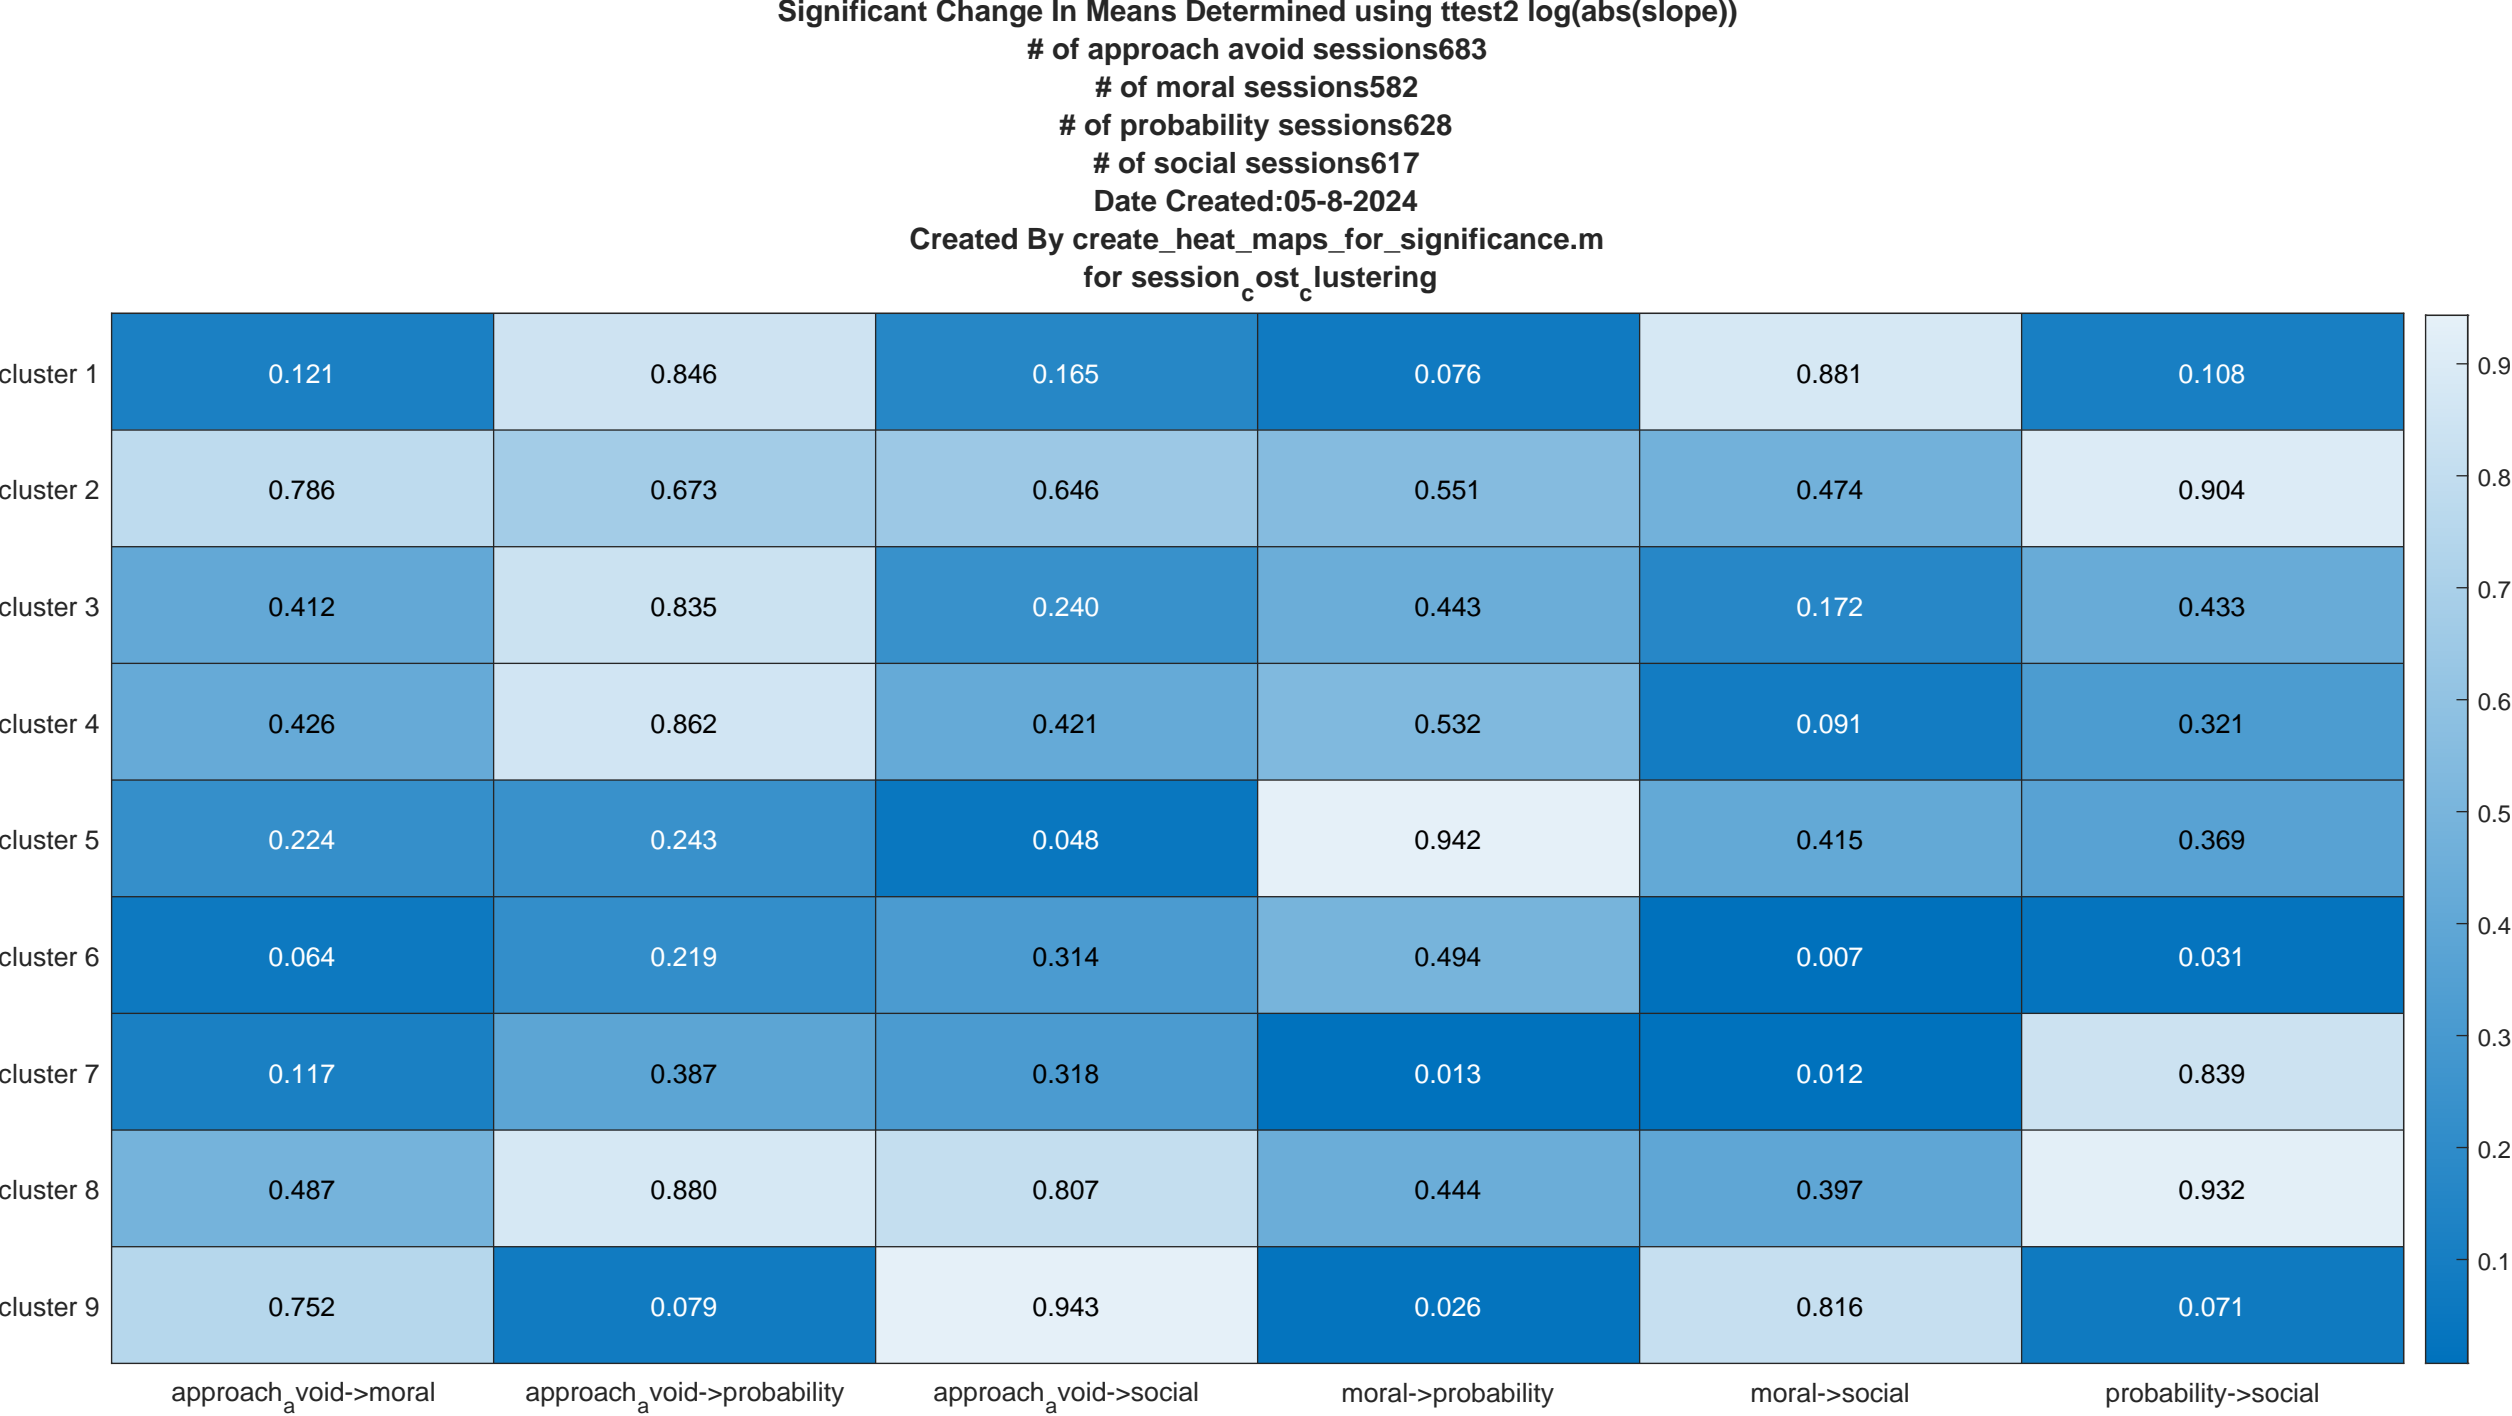 Significant Change In Means Determined using ttest2 log(abs(slope))
# of approach avoid sessions683
# of moral sessions582
# of probability sessions628
# of social sessions617
Date Created:05-8-2024
Created By create_heat_maps_for_significance.m
for session_cost_clustering
cluster 1 0.121 0.846 0.165 0.076 0.881 0.108
cluster 2 0.786 0.673 0.646 0.551 0.474 0.904
cluster 3 0.412 0.835 0.240 0.443 0.172 0.433
cluster 4 0.426 0.862 0.421 0.532 0.091 0.321
cluster 5 0.224 0.243 0.048 0.942 0.415 0.369
cluster 6 0.064 0.219 0.314 0.494 0.007 0.031
cluster 7 0.117 0.387 0.318 0.013 0.012 0.839
cluster 8 0.487 0.880 0.807 0.444 0.397 0.932
cluster 9 0.752 0.079 0.943 0.026 0.816 0.071
approach_avoid->moral approach_avoid->probability approach_avoid->social moral->probability moral->social probability->social
0.9
0.8
0.7
0.6
0.5
0.4
0.3
0.2
0.1